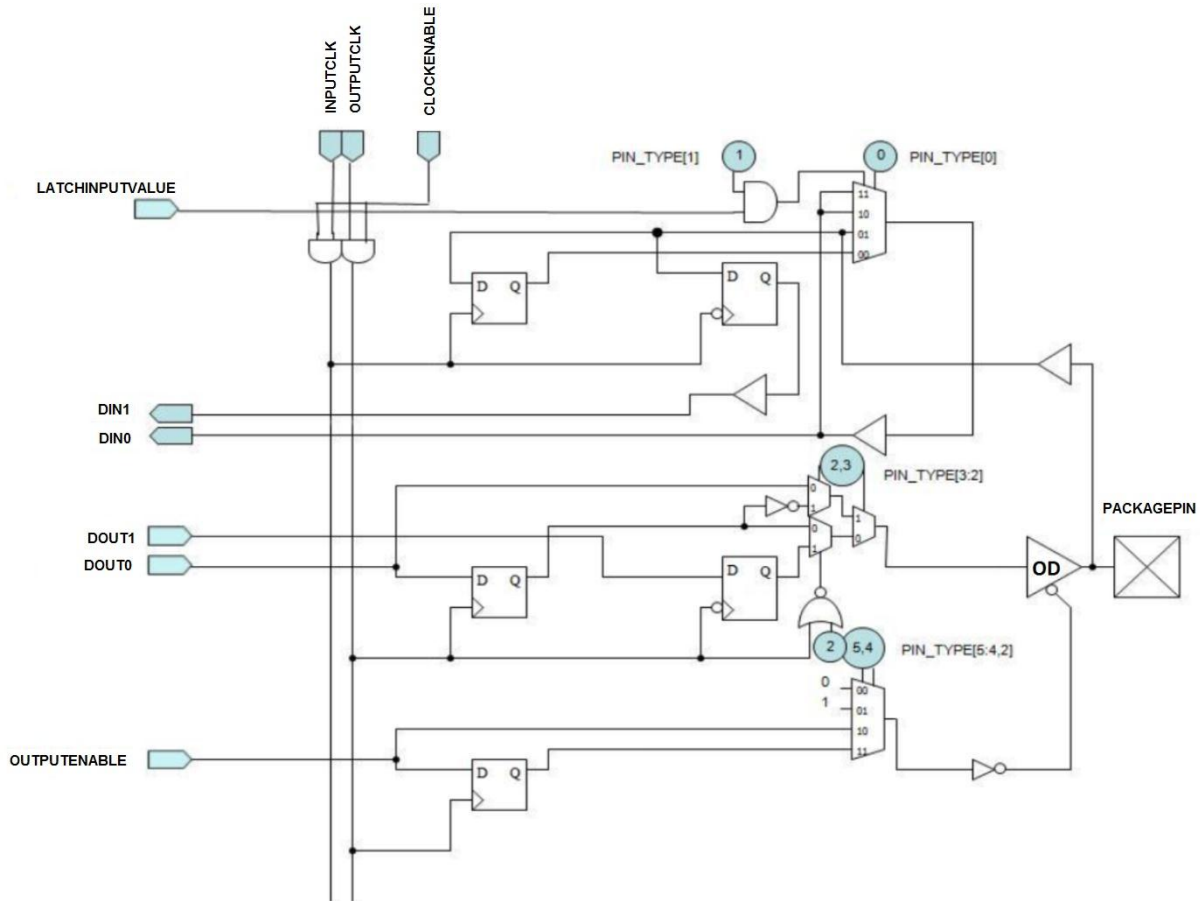 INPUTCLK
OUTPUTCLK
CLOCKENABLE
PIN_TYPE[1]
1
0
PIN_TYPE[0]
LATCHINPUTVALUE
11
10
01
00
D Q
D Q
DIN1
DIN0
2,3
PIN_TYPE[3:2]
0
1
1
0
0
1
DOUT1
DOUT0
D Q
D Q
OD
PACKAGEPIN
2
5,4
PIN_TYPE[5:4,2]
0
1
00
01
10
11
OUTPUTENABLE
D Q